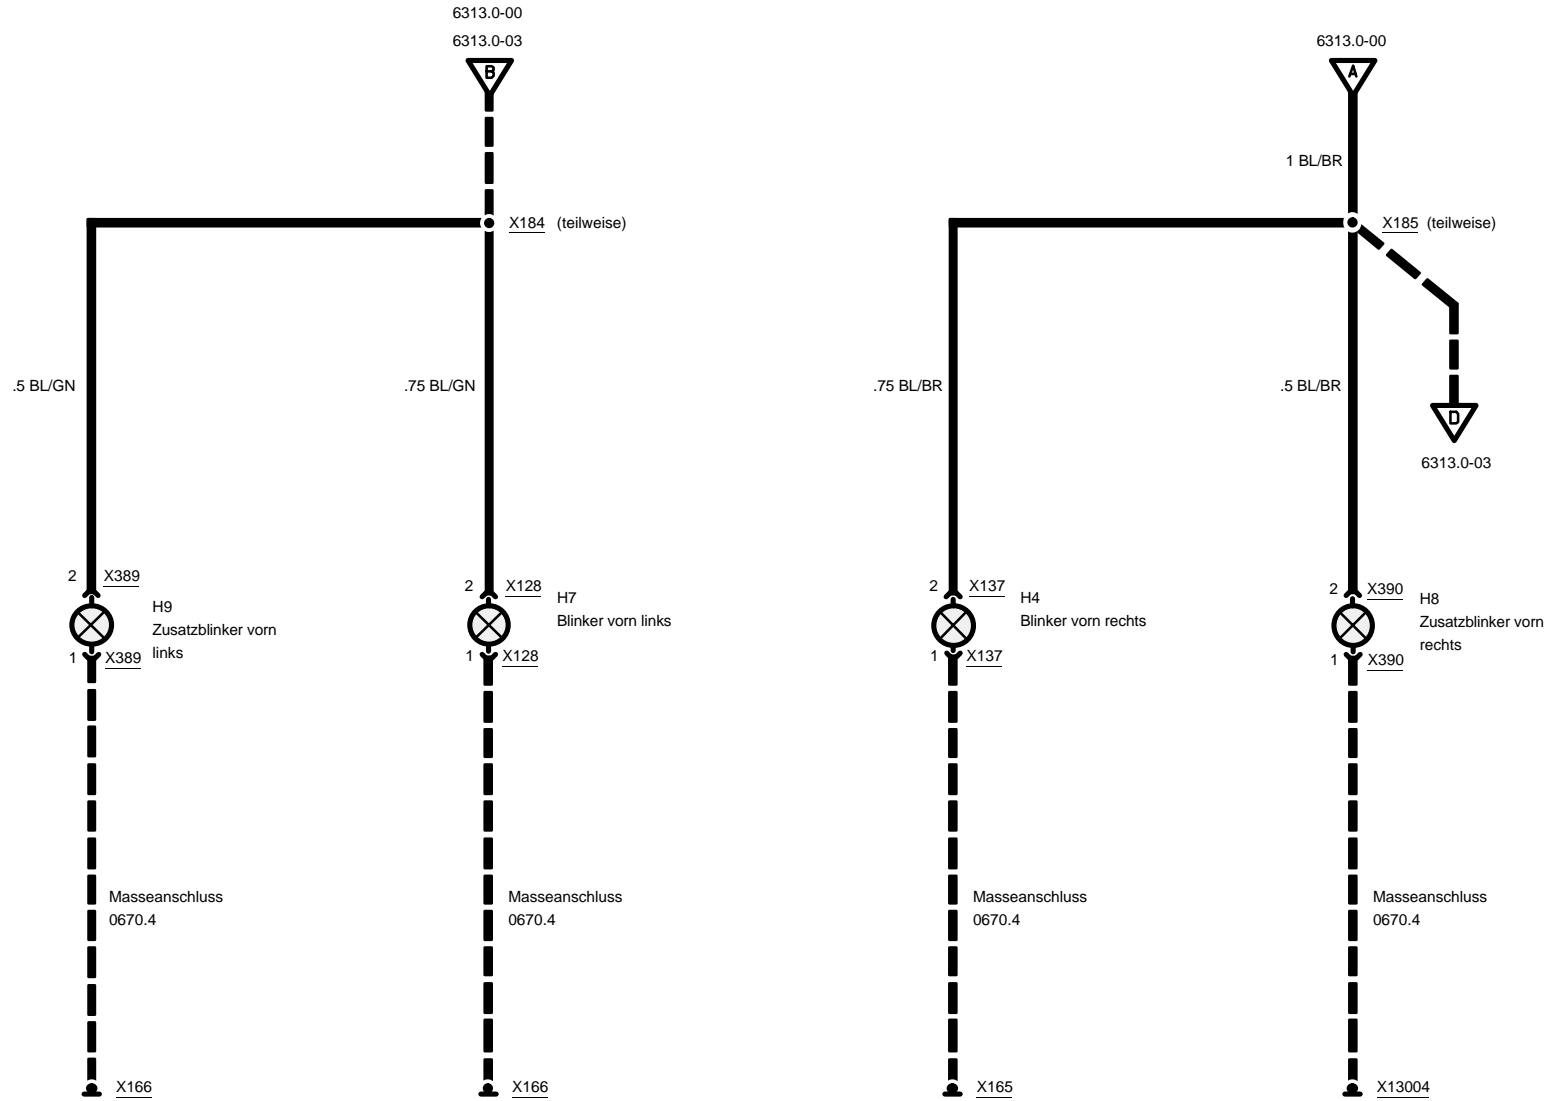 6313.0-00
6313.0-03
6313.0-00
B
A
1 BL/BR
X184 (teilweise)
X185 (teilweise)
.5 BL/GN
.75 BL/GN
.75 BL/BR
.5 BL/BR
D
6313.0-03
2 X389
H9
Zusatzblinker vorn
links
1 X389
2 X128
H7
Blinker vorn links
1 X128
2 X137
H4
Blinker vorn rechts
1 X137
2 X390
H8
Zusatzblinker vorn
rechts
1 X390
Masseanschluss
0670.4
Masseanschluss
0670.4
Masseanschluss
0670.4
Masseanschluss
0670.4
X166
X166
X165
X13004